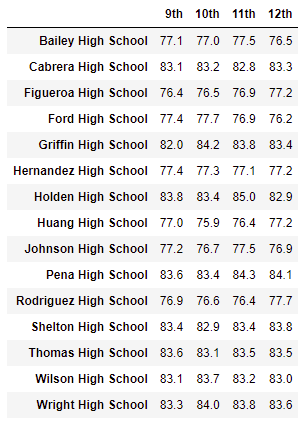 9th 10th 11th 12th
Bailey High School 77.1 77.0 77.5 76.5
Cabrera High School 83.1 83.2 82.8 83.3
Figueroa High School 76.4 76.5 76.9 77.2
Ford High School 77.4 77.7 76.9 76.2
Griffin High School 82.0 84.2 83.8 83.4
Hernandez High School 77.4 77.3 77.1 77.2
Holden High School 83.8 83.4 85.0 82.9
Huang High School 77.0 75.9 76.4 77.2
Johnson High School 77.2 76.7 77.5 76.9
Pena High School 83.6 83.4 84.3 84.1
Rodriguez High School 76.9 76.6 76.4 77.7
Shelton High School 83.4 82.9 83.4 83.8
Thomas High School 83.6 83.1 83.5 83.5
Wilson High School 83.1 83.7 83.2 83.0
Wright High School 83.3 84.0 83.8 83.6